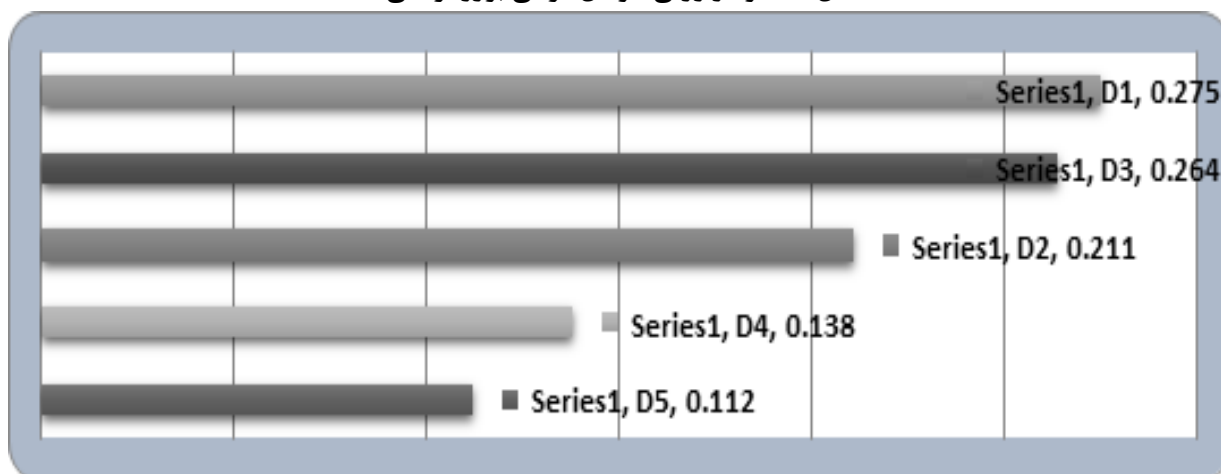 Series1, D1, 0.275
Series1, D3, 0.264
Series1, D2, 0.211
Series1, D4, 0.138
Series1, D5, 0.112